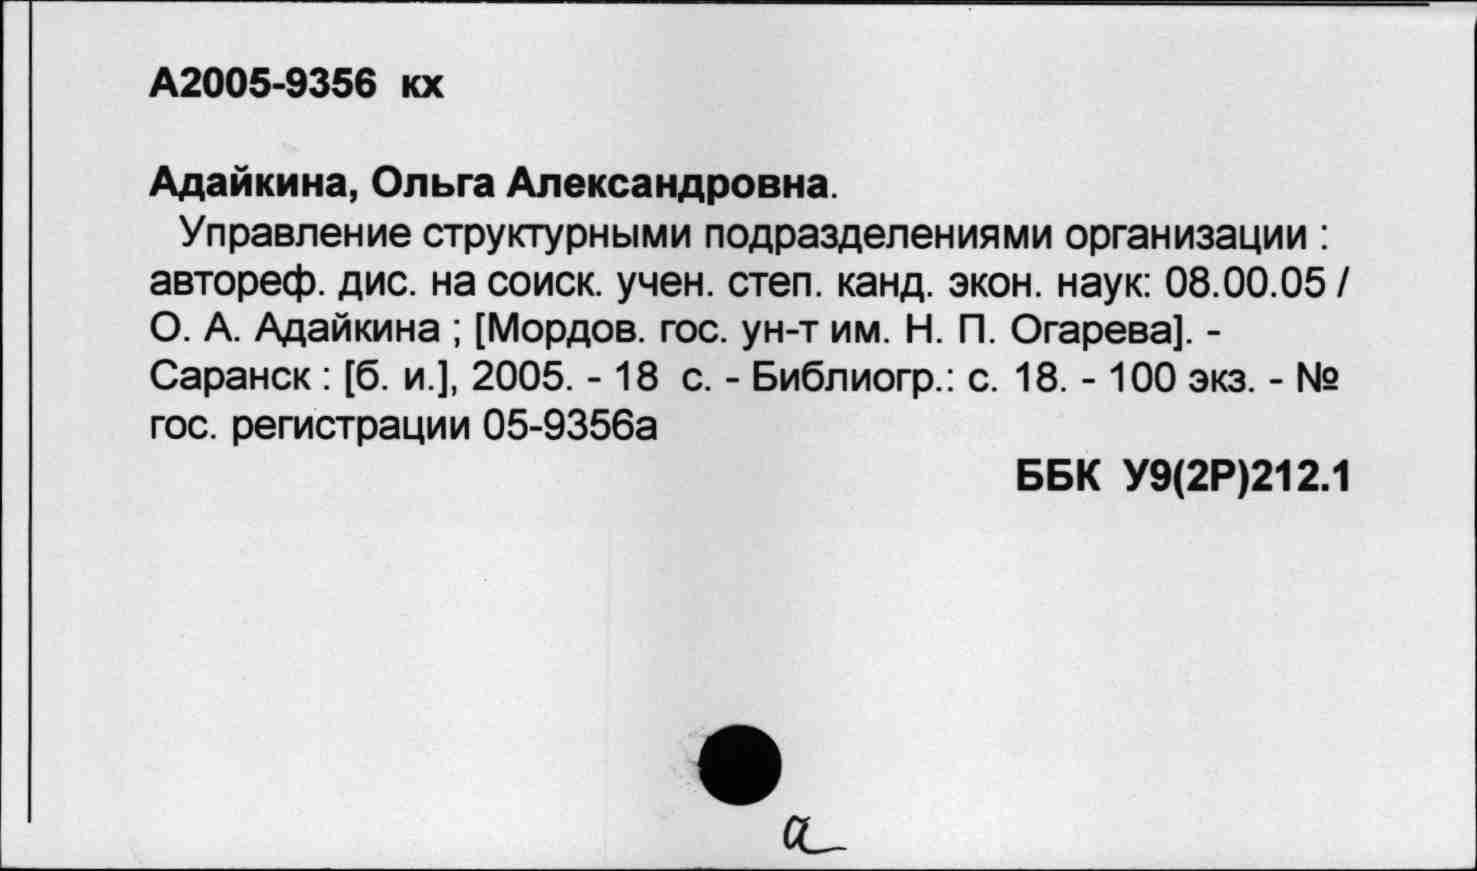 А2005-9356 кх
Адайкина, Ольга Александровна.
Управление структурными подразделениями организации :
автореф. дис. на соиск. учен. степ. канд. экон. наук: 08.00.05 /
О. А. Адайкина ; [Мордов. гос. ун-т им. Н. П. Огарева]. -
Саранск : [б. и.], 2005. - 18 с. - Библиогр.: с. 18. - 100 экз. - №
гос. регистрации 05-9356а
ББК У9(2Р)212.1
а